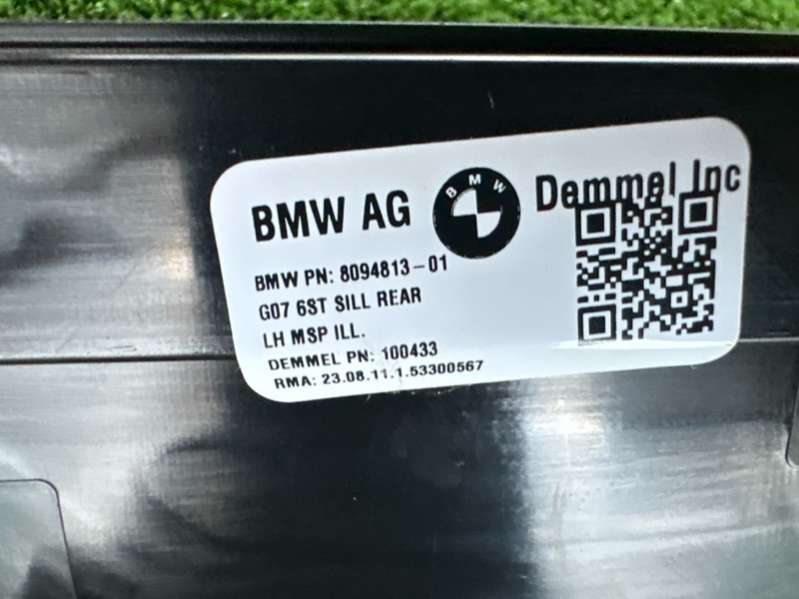 BMW AG BMW Demmel Inc
BMW PN: 8094813-01
G07 6ST SILL REAR
LH MSP ILL.
DEMMEL PN: 100433
RMA: 23.08.11.1.53300567